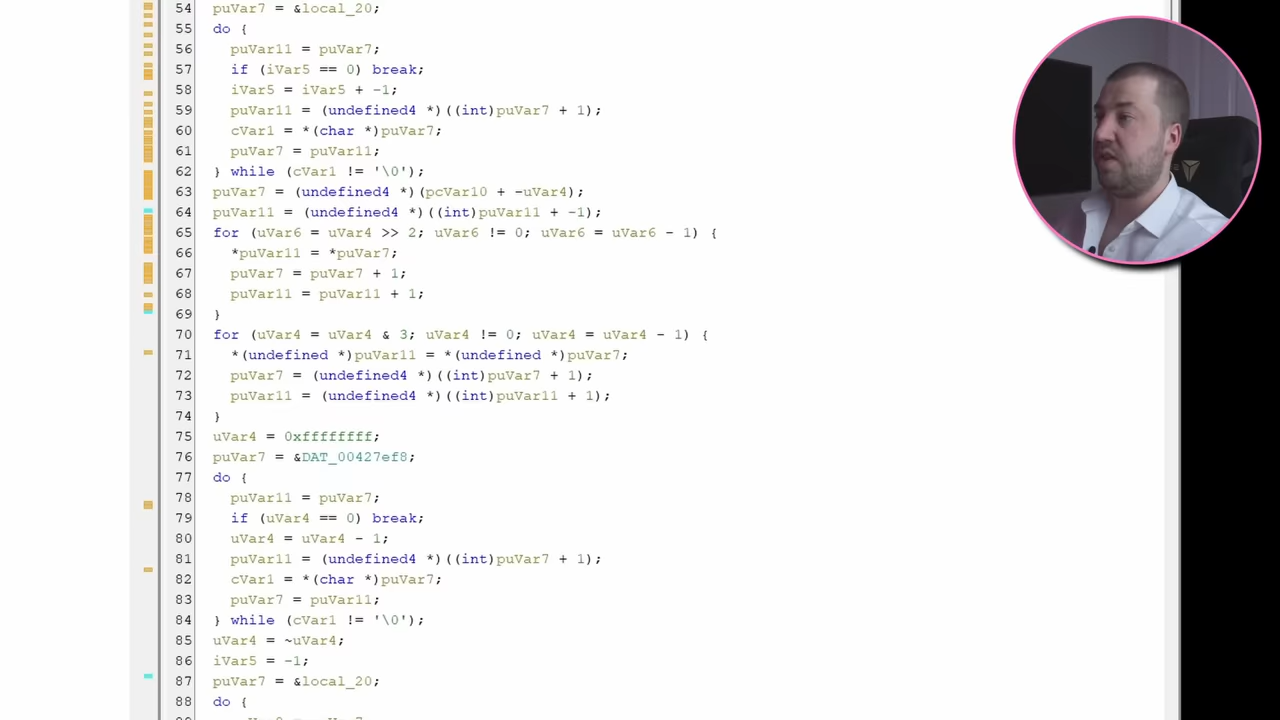 54 puVar7 = &local_20;
55 do {
56 puVar11 = puVar7;
57 if (iVar5 == 0) break;
58 iVar5 = iVar5 + -1;
59 puVar11 = (undefined4 *)((int)puVar7 + 1);
60 cVar1 = *(char *)puVar7;
61 puVar7 = puVar11;
62 } while (cVar1 != '\0');
63 puVar7 = (undefined4 *)(pcVar10 + -uVar4);
64 puVar11 = (undefined4 *)((int)puVar11 + -1);
65 for (uVar6 = uVar4 >> 2; uVar6 != 0; uVar6 = uVar6 - 1) {
66 *puVar11 = *puVar7;
67 puVar7 = puVar7 + 1;
68 puVar11 = puVar11 + 1;
69 }
70 for (uVar4 = uVar4 & 3; uVar4 != 0; uVar4 = uVar4 - 1) {
71 *(undefined *)puVar11 = *(undefined *)puVar7;
72 puVar7 = (undefined4 *)((int)puVar7 + 1);
73 puVar11 = (undefined4 *)((int)puVar11 + 1);
74 }
75 uVar4 = 0xffffffff;
76 puVar7 = &DAT_00427ef8;
77 do {
78 puVar11 = puVar7;
79 if (uVar4 == 0) break;
80 uVar4 = uVar4 - 1;
81 puVar11 = (undefined4 *)((int)puVar7 + 1);
82 cVar1 = *(char *)puVar7;
83 puVar7 = puVar11;
84 } while (cVar1 != '\0');
85 uVar4 = ~uVar4;
86 iVar5 = -1;
87 puVar7 = &local_20;
88 do {